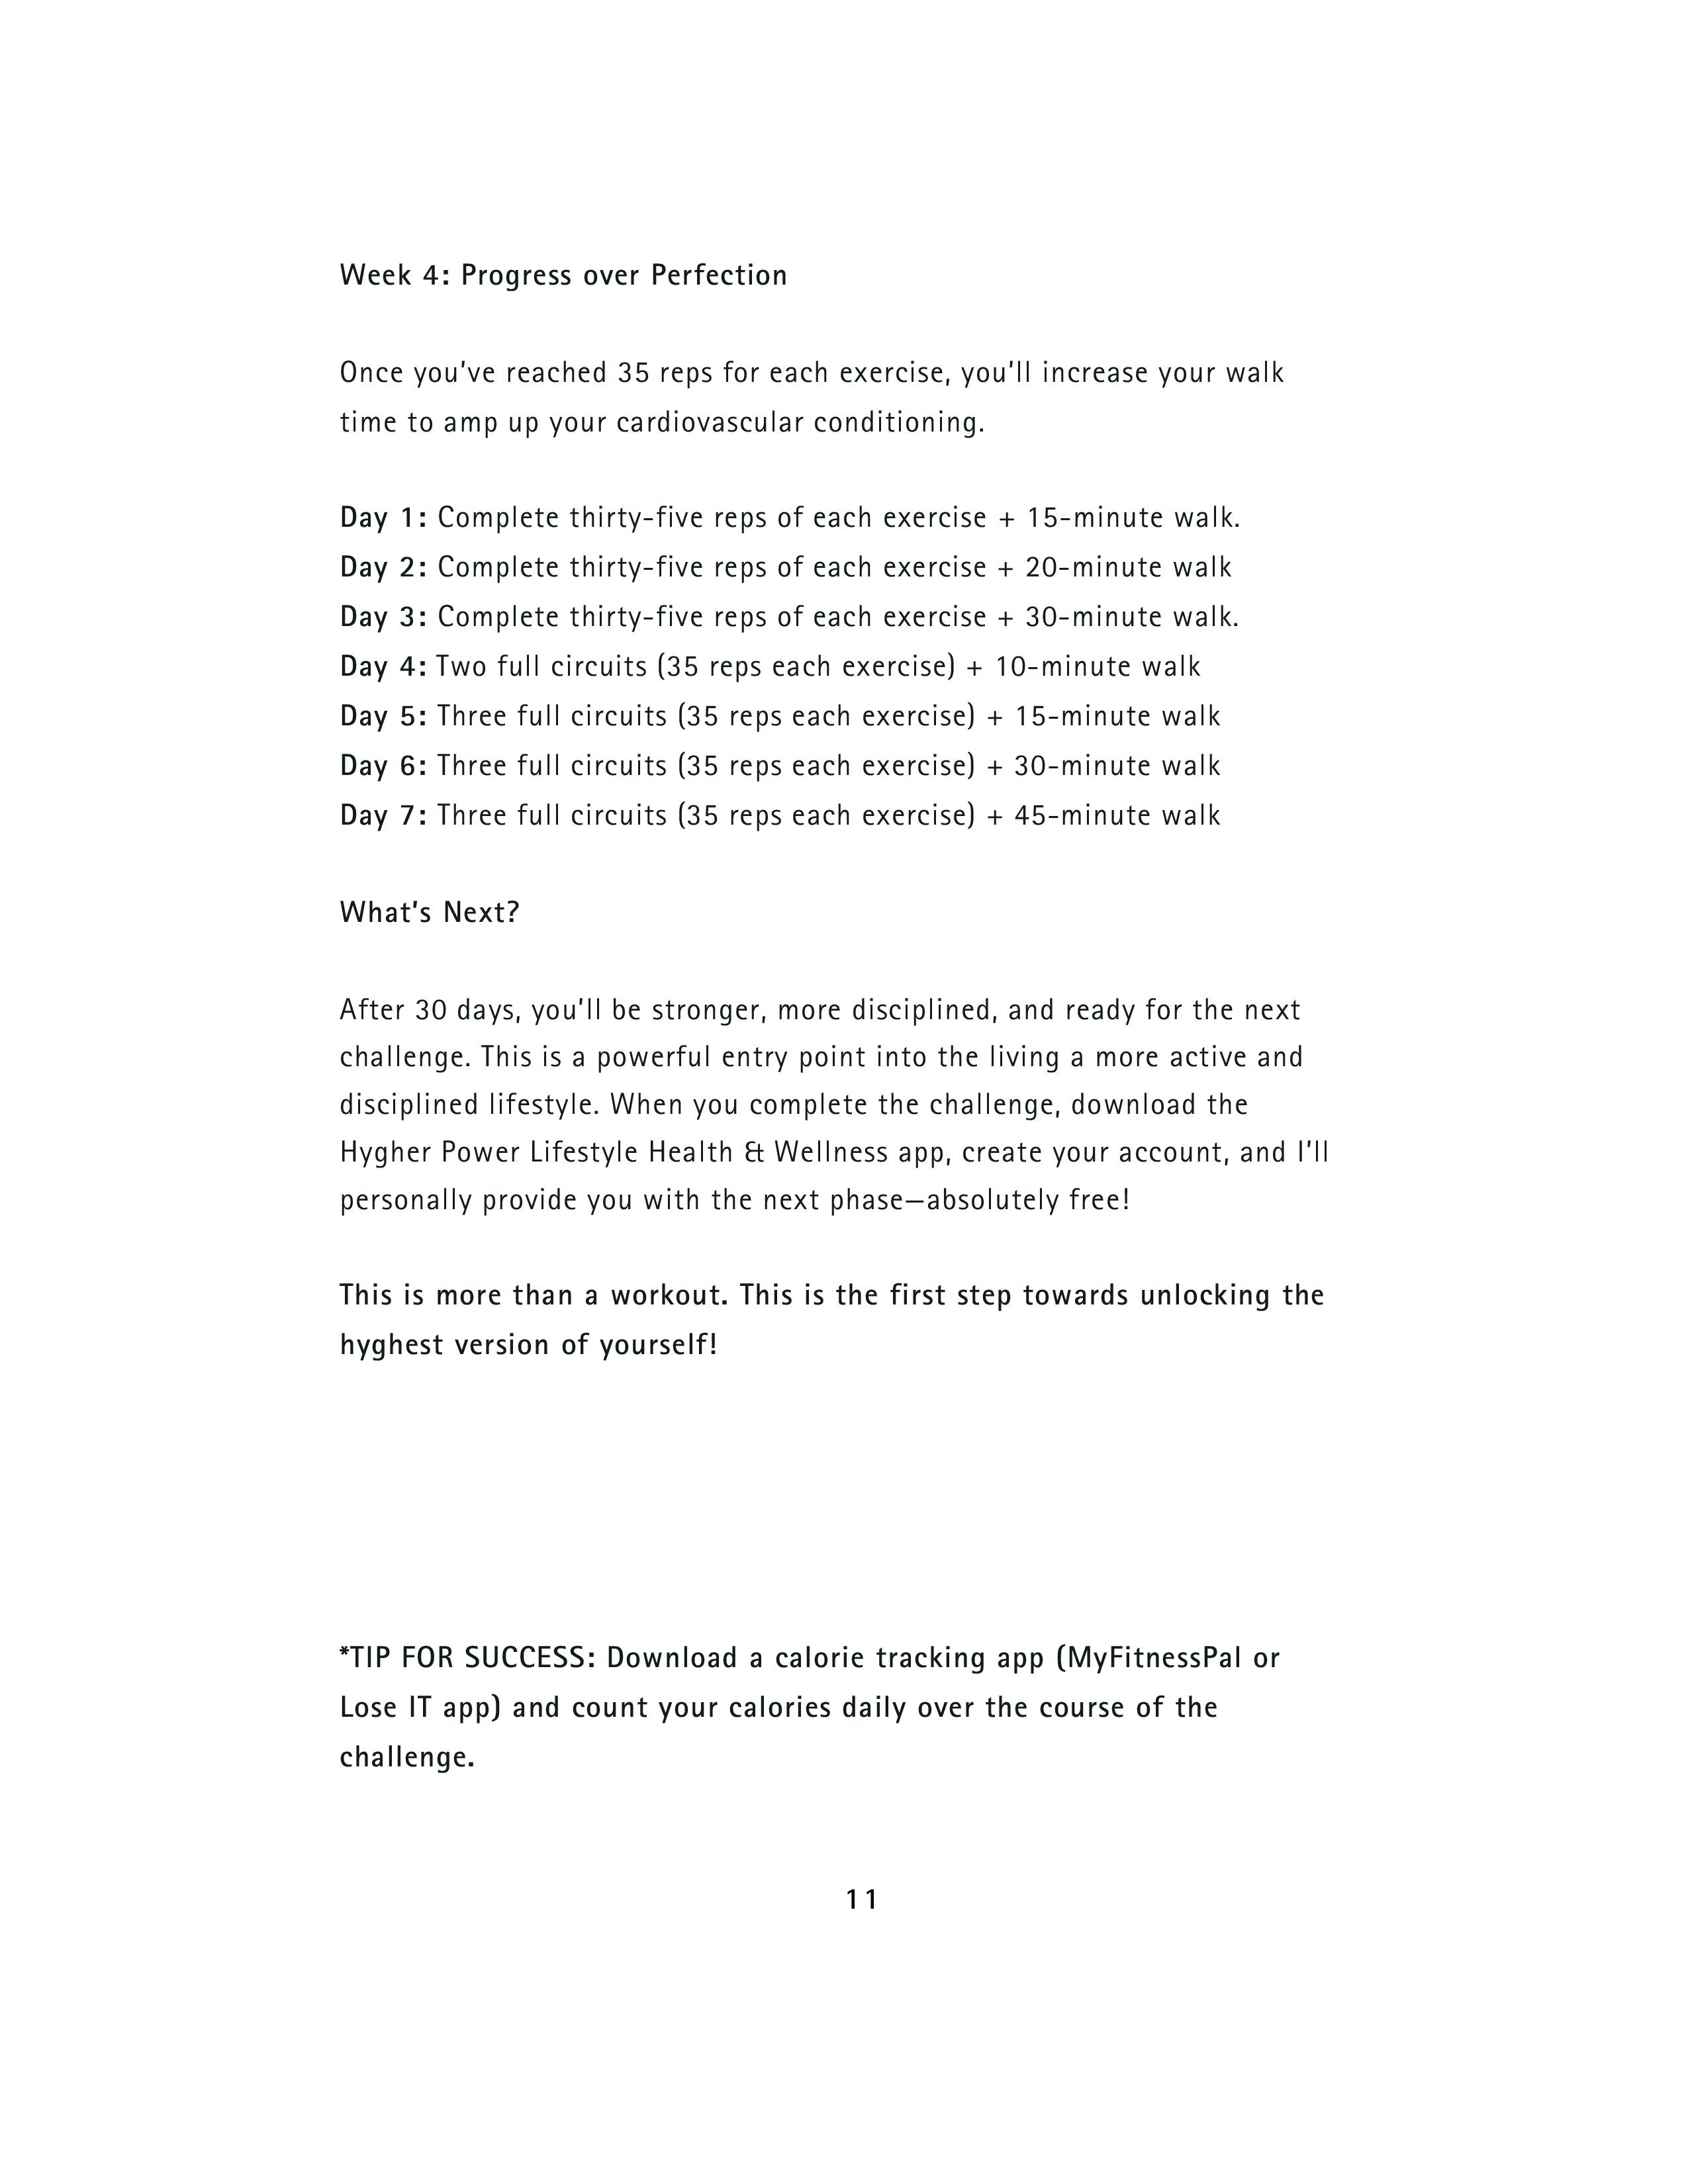 Week 4: Progress over Perfection
Once you’ve reached 35 reps for each exercise, you’ll increase your walk
time to amp up your cardiovascular conditioning.
Day 1: Complete thirty-five reps of each exercise + 15-minute walk.
Day 2: Complete thirty-five reps of each exercise + 20-minute walk
Day 3: Complete thirty-five reps of each exercise + 30-minute walk.
Day 4: Two full circuits (35 reps each exercise) + 10-minute walk
Day 5: Three full circuits (35 reps each exercise) + 15-minute walk
Day 6: Three full circuits (35 reps each exercise) + 30-minute walk
Day 7: Three full circuits (35 reps each exercise) + 45-minute walk
What’s Next?
After 30 days, you’ll be stronger, more disciplined, and ready for the next
challenge. This is a powerful entry point into the living a more active and
disciplined lifestyle. When you complete the challenge, download the
Hygher Power Lifestyle Health & Wellness app, create your account, and I’ll
personally provide you with the next phase—absolutely free!
This is more than a workout. This is the first step towards unlocking the
hyghest version of yourself!
*TIP FOR SUCCESS: Download a calorie tracking app (MyFitnessPal or
Lose IT app) and count your calories daily over the course of the
challenge.
11